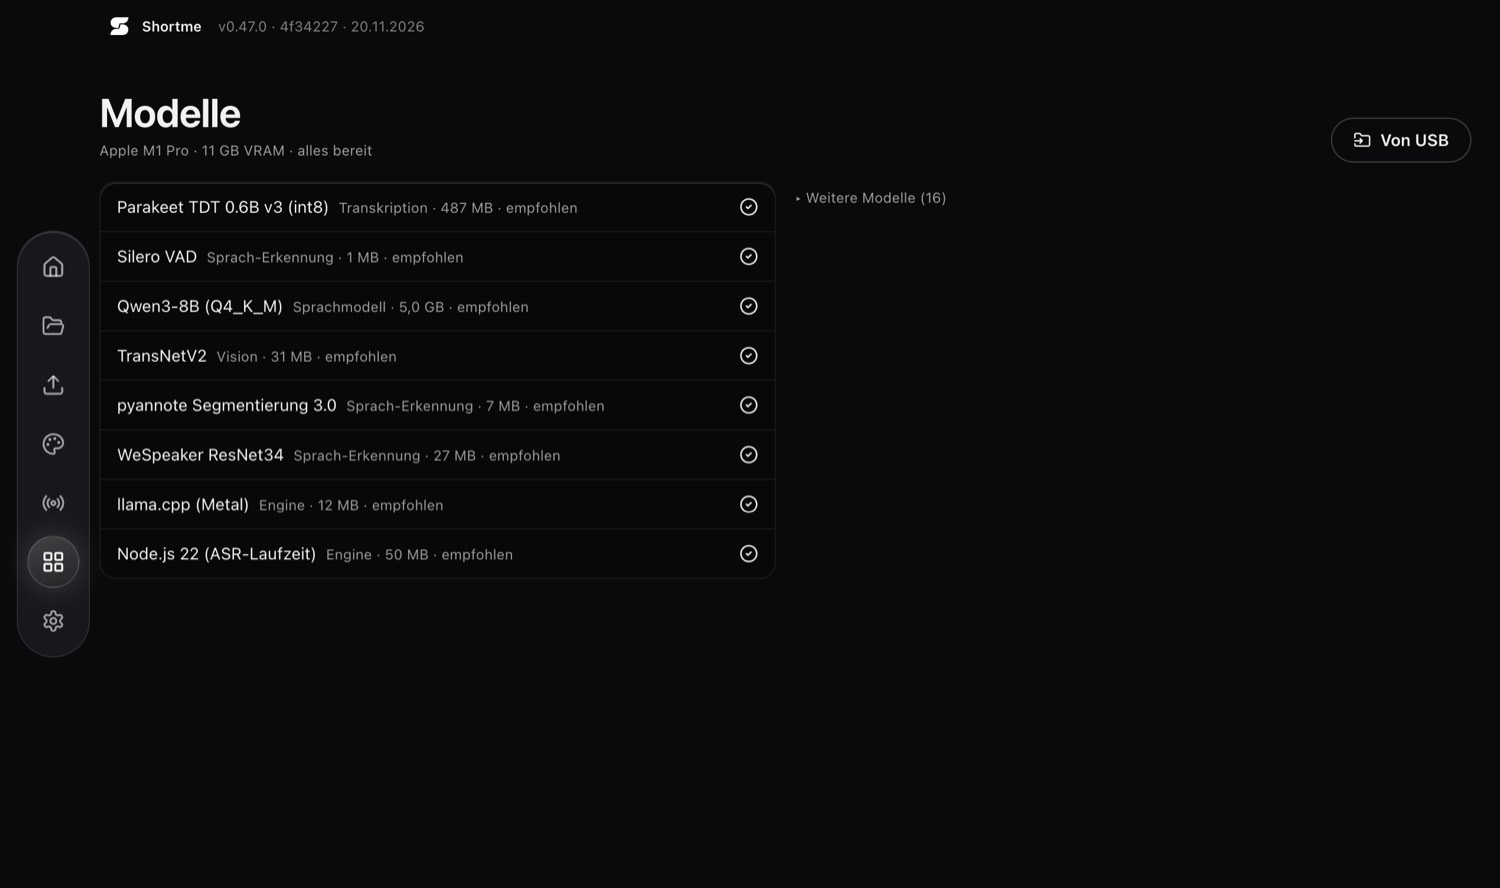 Shortme v0.47.0 · 4f34227 · 20.11.2026
Modelle
Apple M1 Pro · 11 GB VRAM · alles bereit
Von USB
Parakeet TDT 0.6B v3 (int8) Transkription · 487 MB · empfohlen
Silero VAD Sprach-Erkennung · 1 MB · empfohlen
Qwen3-8B (Q4_K_M) Sprachmodell · 5,0 GB · empfohlen
TransNetV2 Vision · 31 MB · empfohlen
pyannote Segmentierung 3.0 Sprach-Erkennung · 7 MB · empfohlen
WeSpeaker ResNet34 Sprach-Erkennung · 27 MB · empfohlen
llama.cpp (Metal) Engine · 12 MB · empfohlen
Node.js 22 (ASR-Laufzeit) Engine · 50 MB · empfohlen
Weitere Modelle (16)